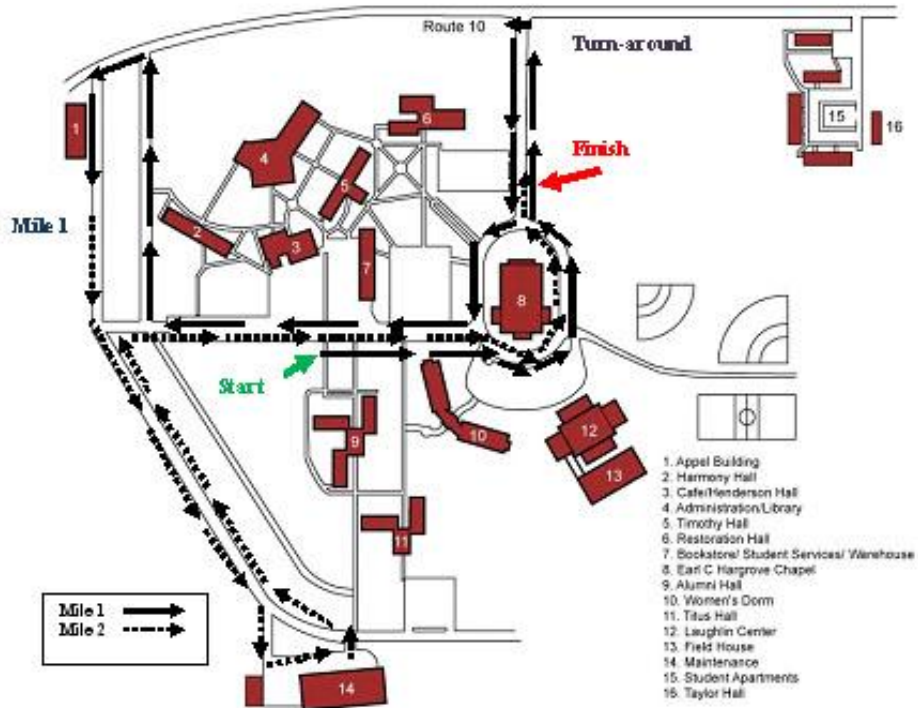 Route 10
Turn-around
6
15
16
1
4
5
Finish
Mile 1
2
3
7
8
Start
9
10
12
13
11
14
1. Appel Building
2. Harmony Hall
3. Cafe/Henderson Hall
4. Administration/Library
5. Timothy Hall
6. Restoration Hall
7. Bookstore/ Student Services/ Warehouse
8. Earl C Hargrove Chapel
9. Alumni Hall
10. Women's Dorm
11. Titus Hall
12. Laughlin Center
13. Field House
14. Maintenance
15. Student Apartments
16. Taylor Hall
Mile 1
Mile 2